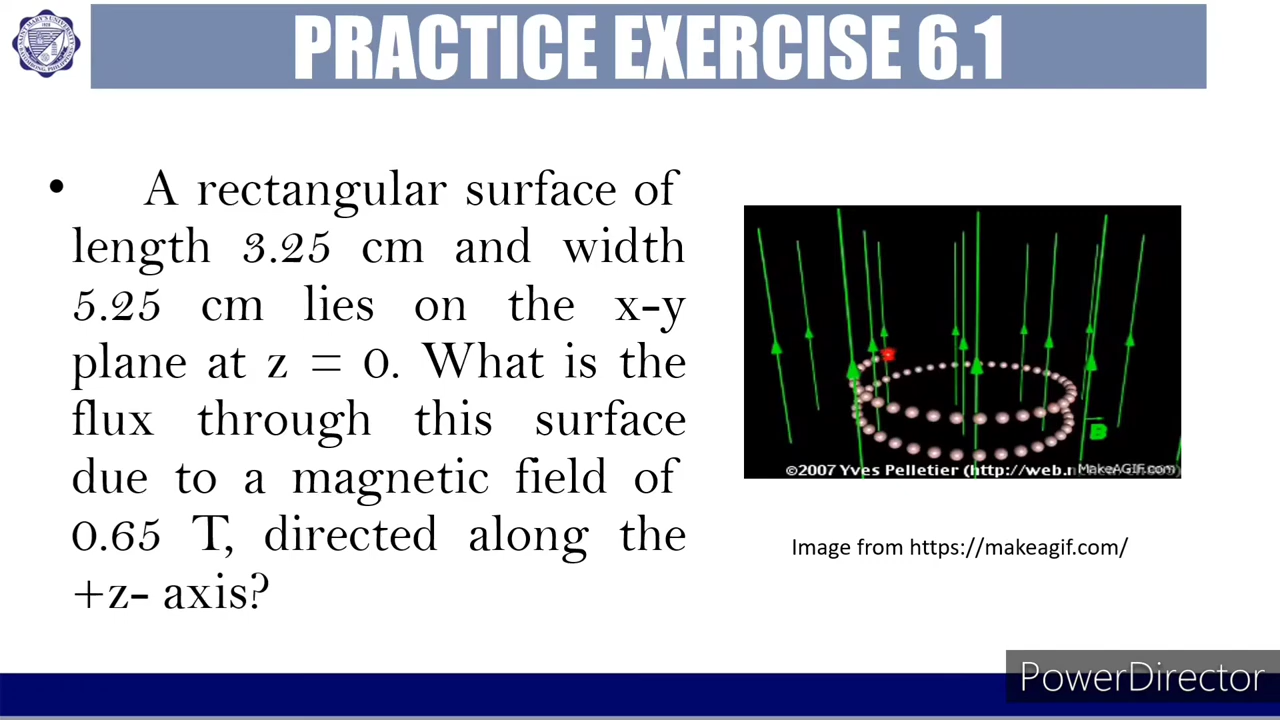 PRACTICE EXERCISE 6.1
• A rectangular surface of
length 3.25 cm and width
5.25 cm lies on the x-y
plane at z = 0. What is the
flux through this surface
due to a magnetic field of
0.65 T, directed along the
+z- axis?
B
©2007 Yves Pelletier (http://web.n
MakeAGIF.com
Image from https://makeagif.com/
PowerDirector